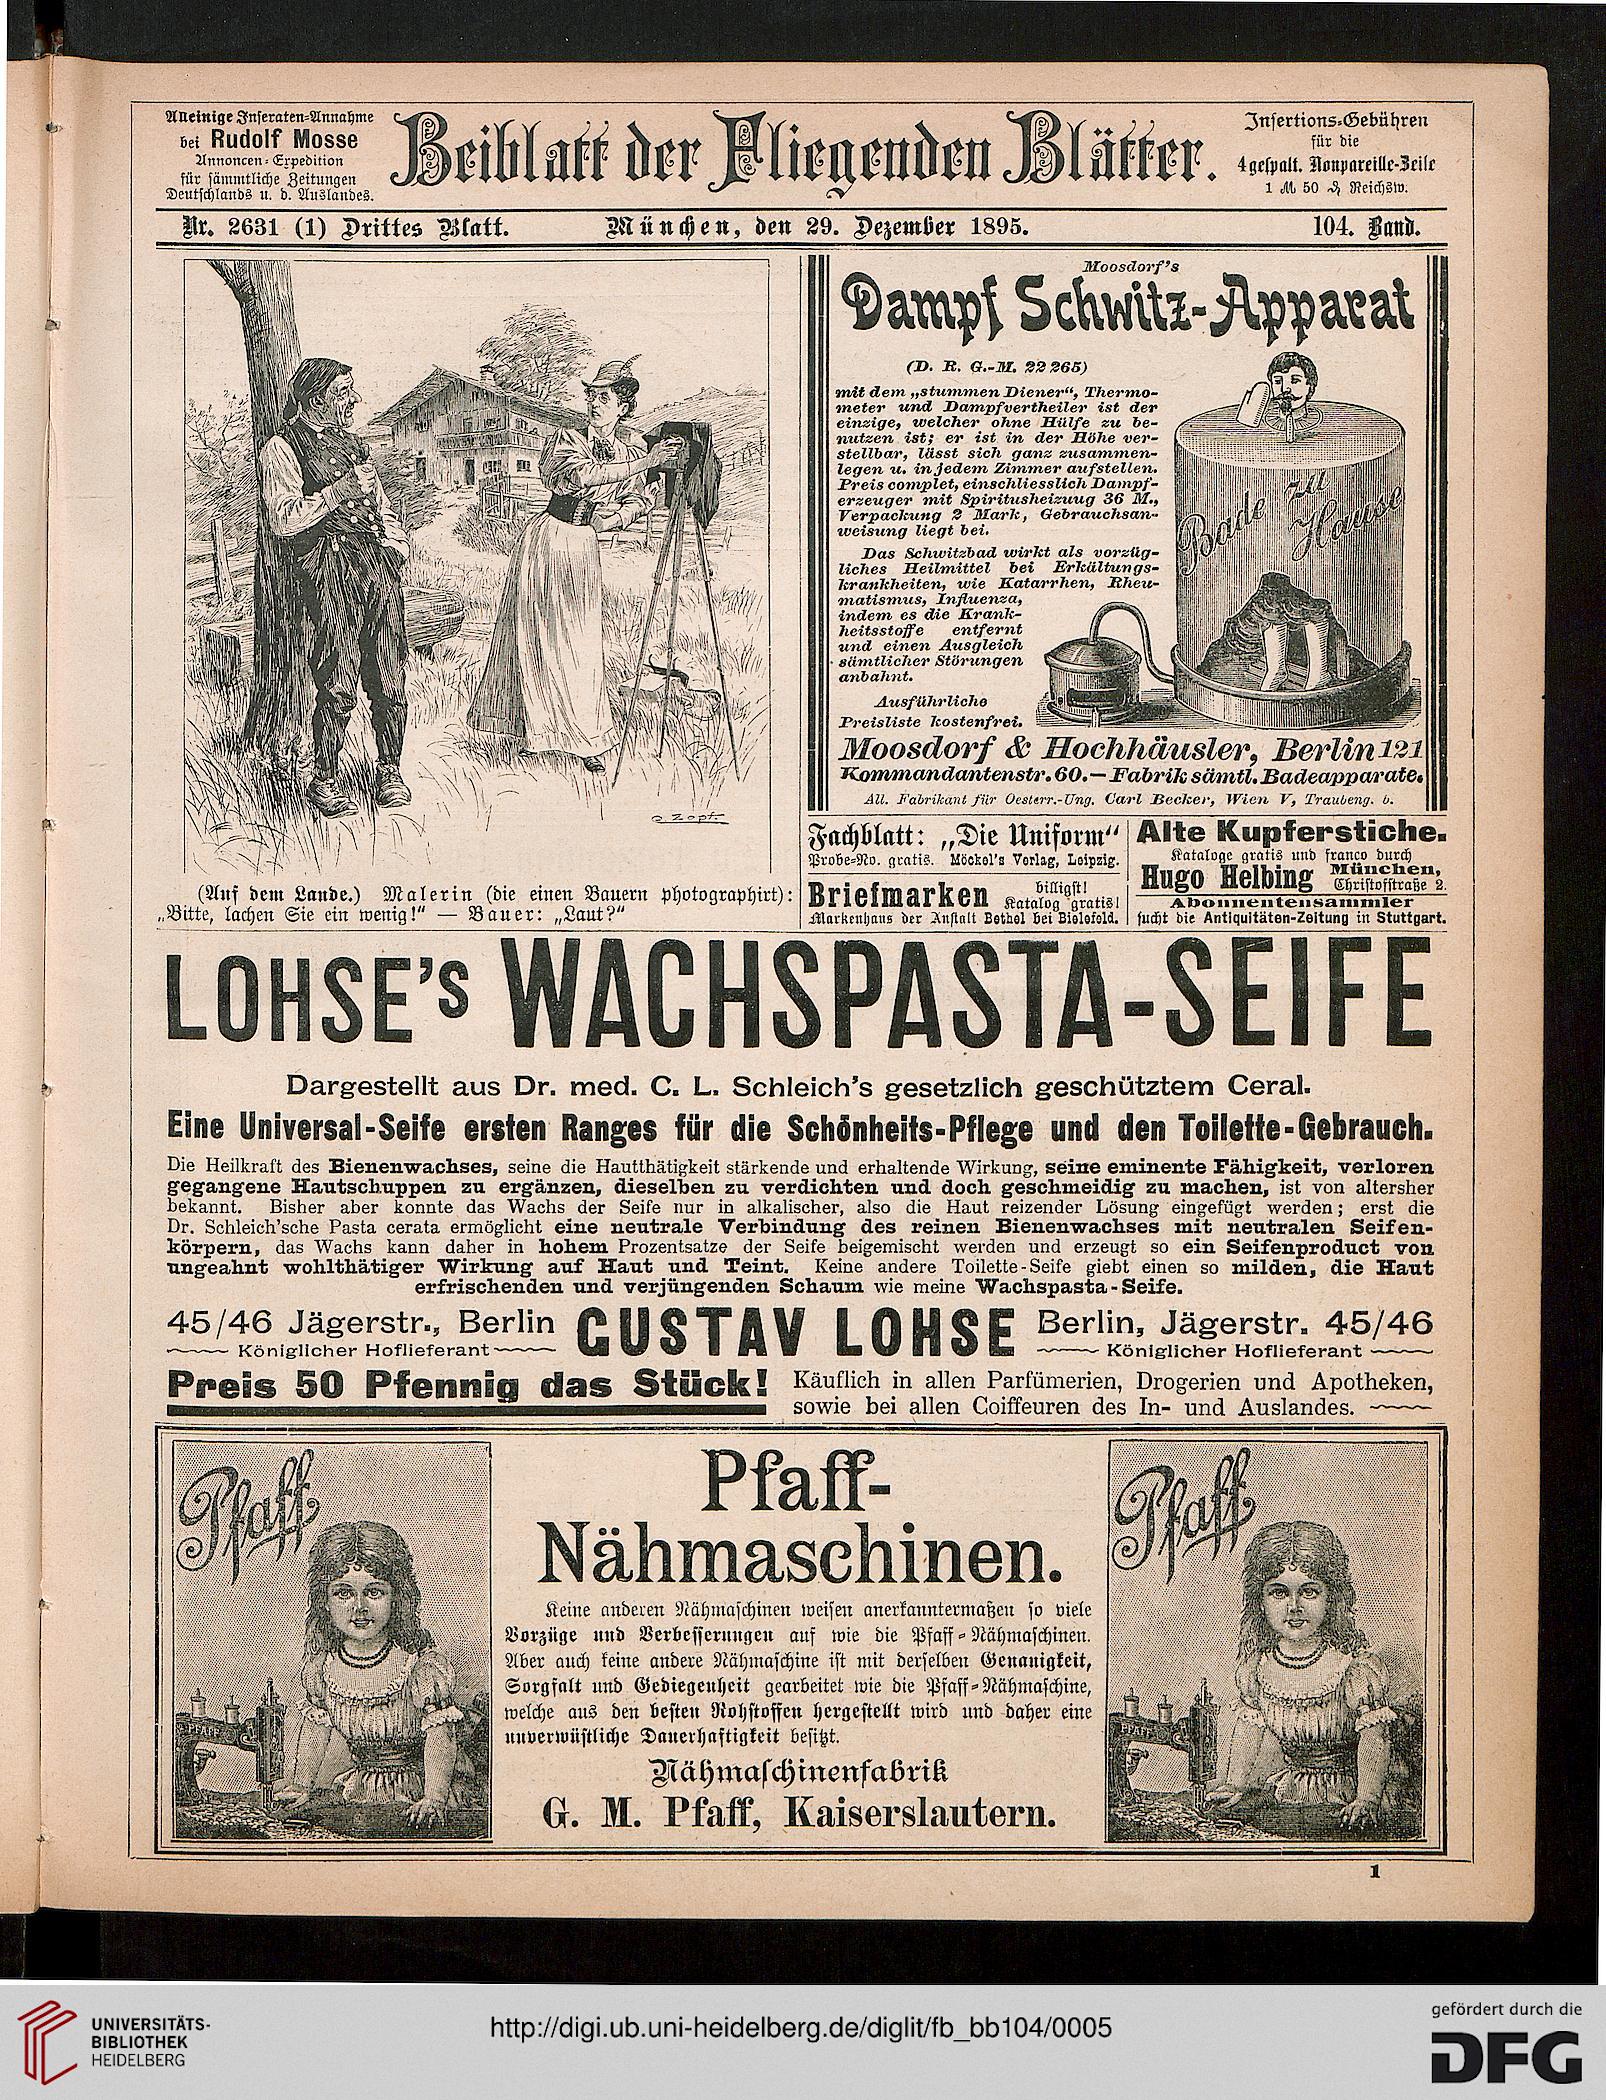 Alleinige Inseraten-Annahme
bei Rudolf Mosse
Annoncen-Expedition
für sämmtliche Zeitungen
Deutschlands u. d. Auslandes.
Beiblatt der Fliegenden Blätter.
Insertions-Gebühren
für die
4gespalt. Nonpareille-Zeile
1 M 50 ₰ Reichsw.
Nr. 2631 (1) Drittes Blatt. München, den 29. Dezember 1895. 104. Band.
O. Zopf.
(Auf dem Lande.) Malerin (die einen Bauern photographirt):
„Bitte, lachen Sie ein wenig!“ — Bauer: „Laut?“
Moosdorf's
Dampf Schwitz-Apparat
(D. R. G.-M. 22265)
mit dem „stummen Diener“, Thermo-
meter und Dampfvertheiler ist der
einzige, welcher ohne Hülfe zu be-
nutzen ist; er ist in der Höhe ver-
stellbar, lässt sich ganz zusammen-
legen u. in jedem Zimmer aufstellen.
Preis complet, einschliesslich Dampf-
erzeuger mit Spiritusheizuug 36 M.,
Verpackung 2 Mark, Gebrauchsan-
weisung liegt bei.
Das Schwitzbad wirkt als vorzüg-
liches Heilmittel bei Erkältungs-
krankheiten, wie Katarrhen, Rheu-
matismus, Influenza,
indem es die Krank-
heitsstoffe entfernt
und einen Ausgleich
sämtlicher Störungen
anbahnt.
Ausführliche
Preisliste kostenfrei.
Bade zu Hause
Moosdorf & Hochhäusler, Berlin 121
Kommandantenstr. 60. — Fabrik sämtl. Badeapparate.
All. Fabrikant für Oesterr.-Ung. Carl Becker, Wien V, Traubeng. 6.
Fachblatt: „Die Uniform“
Probe-No. gratis. Möckel's Verlag, Leipzig.
Briefmarken billigst!
Katalog gratis!
Markenhaus der Anstalt Bethel bei Bielefeld.
Alte Kupferstiche.
Kataloge gratis und franco durch
Hugo Helbing München,
Christofstraße 2.
Abonnentensammler
sucht die Antiquitäten-Zeitung in Stuttgart.
LOHSE's WACHSPASTA-SEIFE
Dargestellt aus Dr. med. C. L. Schleich's gesetzlich geschütztem Ceral.
Eine Universal-Seife ersten Ranges für die Schönheits-Pflege und den Toilette-Gebrauch.
Die Heilkraft des Bienenwachses, seine die Hautthätigkeit stärkende und erhaltende Wirkung, seine eminente Fähigkeit, verloren
gegangene Hautschuppen zu ergänzen, dieselben zu verdichten und doch geschmeidig zu machen, ist von altersher
bekannt. Bisher aber konnte das Wachs der Seife nur in alkalischer, also die Haut reizender Lösung eingefügt werden; erst die
Dr. Schleich'sche Pasta cerata ermöglicht eine neutrale Verbindung des reinen Bienenwachses mit neutralen Seifen-
körpern, das Wachs kann daher in hohem Prozentsatze der Seife beigemischt werden und erzeugt so ein Seifenproduct von
ungeahnt wohlthätiger Wirkung auf Haut und Teint. Keine andere Toilette-Seife giebt einen so milden, die Haut
erfrischenden und verjüngenden Schaum wie meine Wachspasta-Seife.
45/46 Jägerstr., Berlin GUSTAV LOHSE Berlin, Jägerstr. 45/46
Königlicher Hoflieferant Königlicher Hoflieferant
Preis 50 Pfennig das Stück! Käuflich in allen Parfümerien, Drogerien und Apotheken,
sowie bei allen Coiffeuren des In- und Auslandes.
Pfaff
PFAFF
Pfaff-
Nähmaschinen.
Keine anderen Nähmaschinen weisen anerkanntermaßen so viele
Vorzüge und Verbesserungen auf wie die Pfaff-Nähmaschinen.
Aber auch keine andere Nähmaschine ist mit derselben Genauigkeit,
Sorgfalt und Gediegenheit gearbeitet wie die Pfaff-Nähmaschine,
welche aus den besten Rohstoffen hergestellt wird und daher eine
unverwüstliche Dauerhaftigkeit besitzt.
Nähmaschinenfabrik
G. M. Pfaff, Kaiserslautern.
Pfaff
PFAFF
1
UNIVERSITÄTS-
BIBLIOTHEK
HEIDELBERG
http://digi.ub.uni-heidelberg.de/diglit/fb_bb104/0005
gefördert durch die
DFG